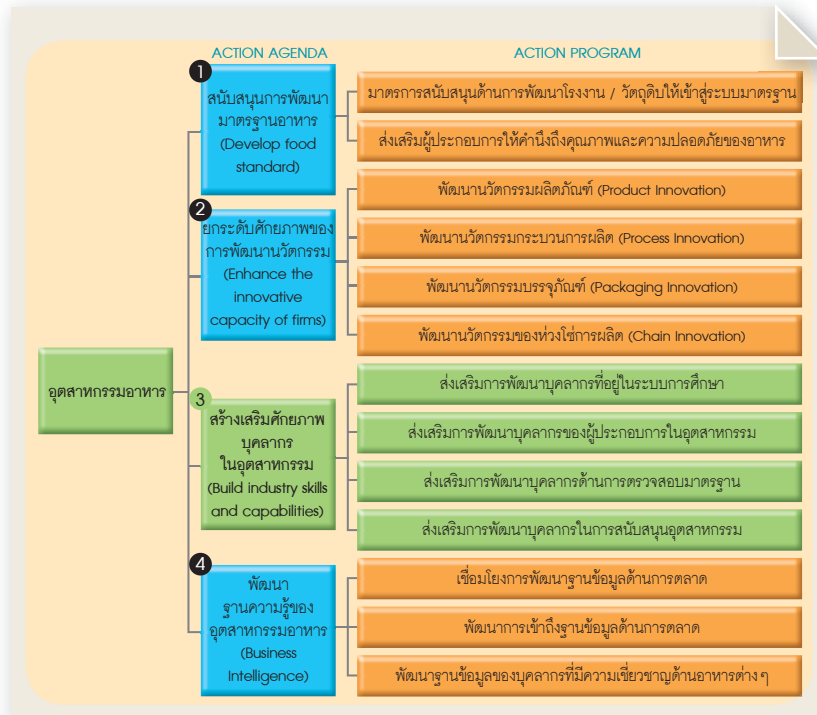 ACTION AGENDA
ACTION PROGRAM
1
สนับสนุนการพัฒนา
มาตรฐานอาหาร
(Develop food
standard)
มาตรการสนับสนุนด้านการพัฒนาโรงงาน / วัตถุดิบให้เข้าสู่ระบบมาตรฐาน
ส่งเสริมผู้ประกอบการให้คำนึงถึงคุณภาพและความปลอดภัยของอาหาร
2
ยกระดับศักยภาพของ
การพัฒนานวัตกรรม
(Enhance the
innovative
capacity of firms)
พัฒนานวัตกรรมผลิตภัณฑ์ (Product Innovation)
พัฒนานวัตกรรมกระบวนการผลิต (Process Innovation)
พัฒนานวัตกรรมบรรจุภัณฑ์ (Packaging Innovation)
พัฒนานวัตกรรมของห่วงโซ่การผลิต (Chain Innovation)
อุตสาหกรรมอาหาร
3
สร้างเสริมศักยภาพ
บุคลากร
ในอุตสาหกรรม
(Build industry skills
and capabilities)
ส่งเสริมการพัฒนาบุคลากรที่อยู่ในระบบการศึกษา
ส่งเสริมการพัฒนาบุคลากรของผู้ประกอบการในอุตสาหกรรม
ส่งเสริมการพัฒนาบุคลากรด้านการตรวจสอบมาตรฐาน
ส่งเสริมการพัฒนาบุคลากรในการสนับสนุนอุตสาหกรรม
4
พัฒนา
ฐานความรู้ของ
อุตสาหกรรมอาหาร
(Business
Intelligence)
เชื่อมโยงการพัฒนาฐานข้อมูลด้านการตลาด
พัฒนาการเข้าถึงฐานข้อมูลด้านการตลาด
พัฒนาฐานข้อมูลของบุคลากรที่มีความเชี่ยวชาญด้านอาหารต่าง ๆ